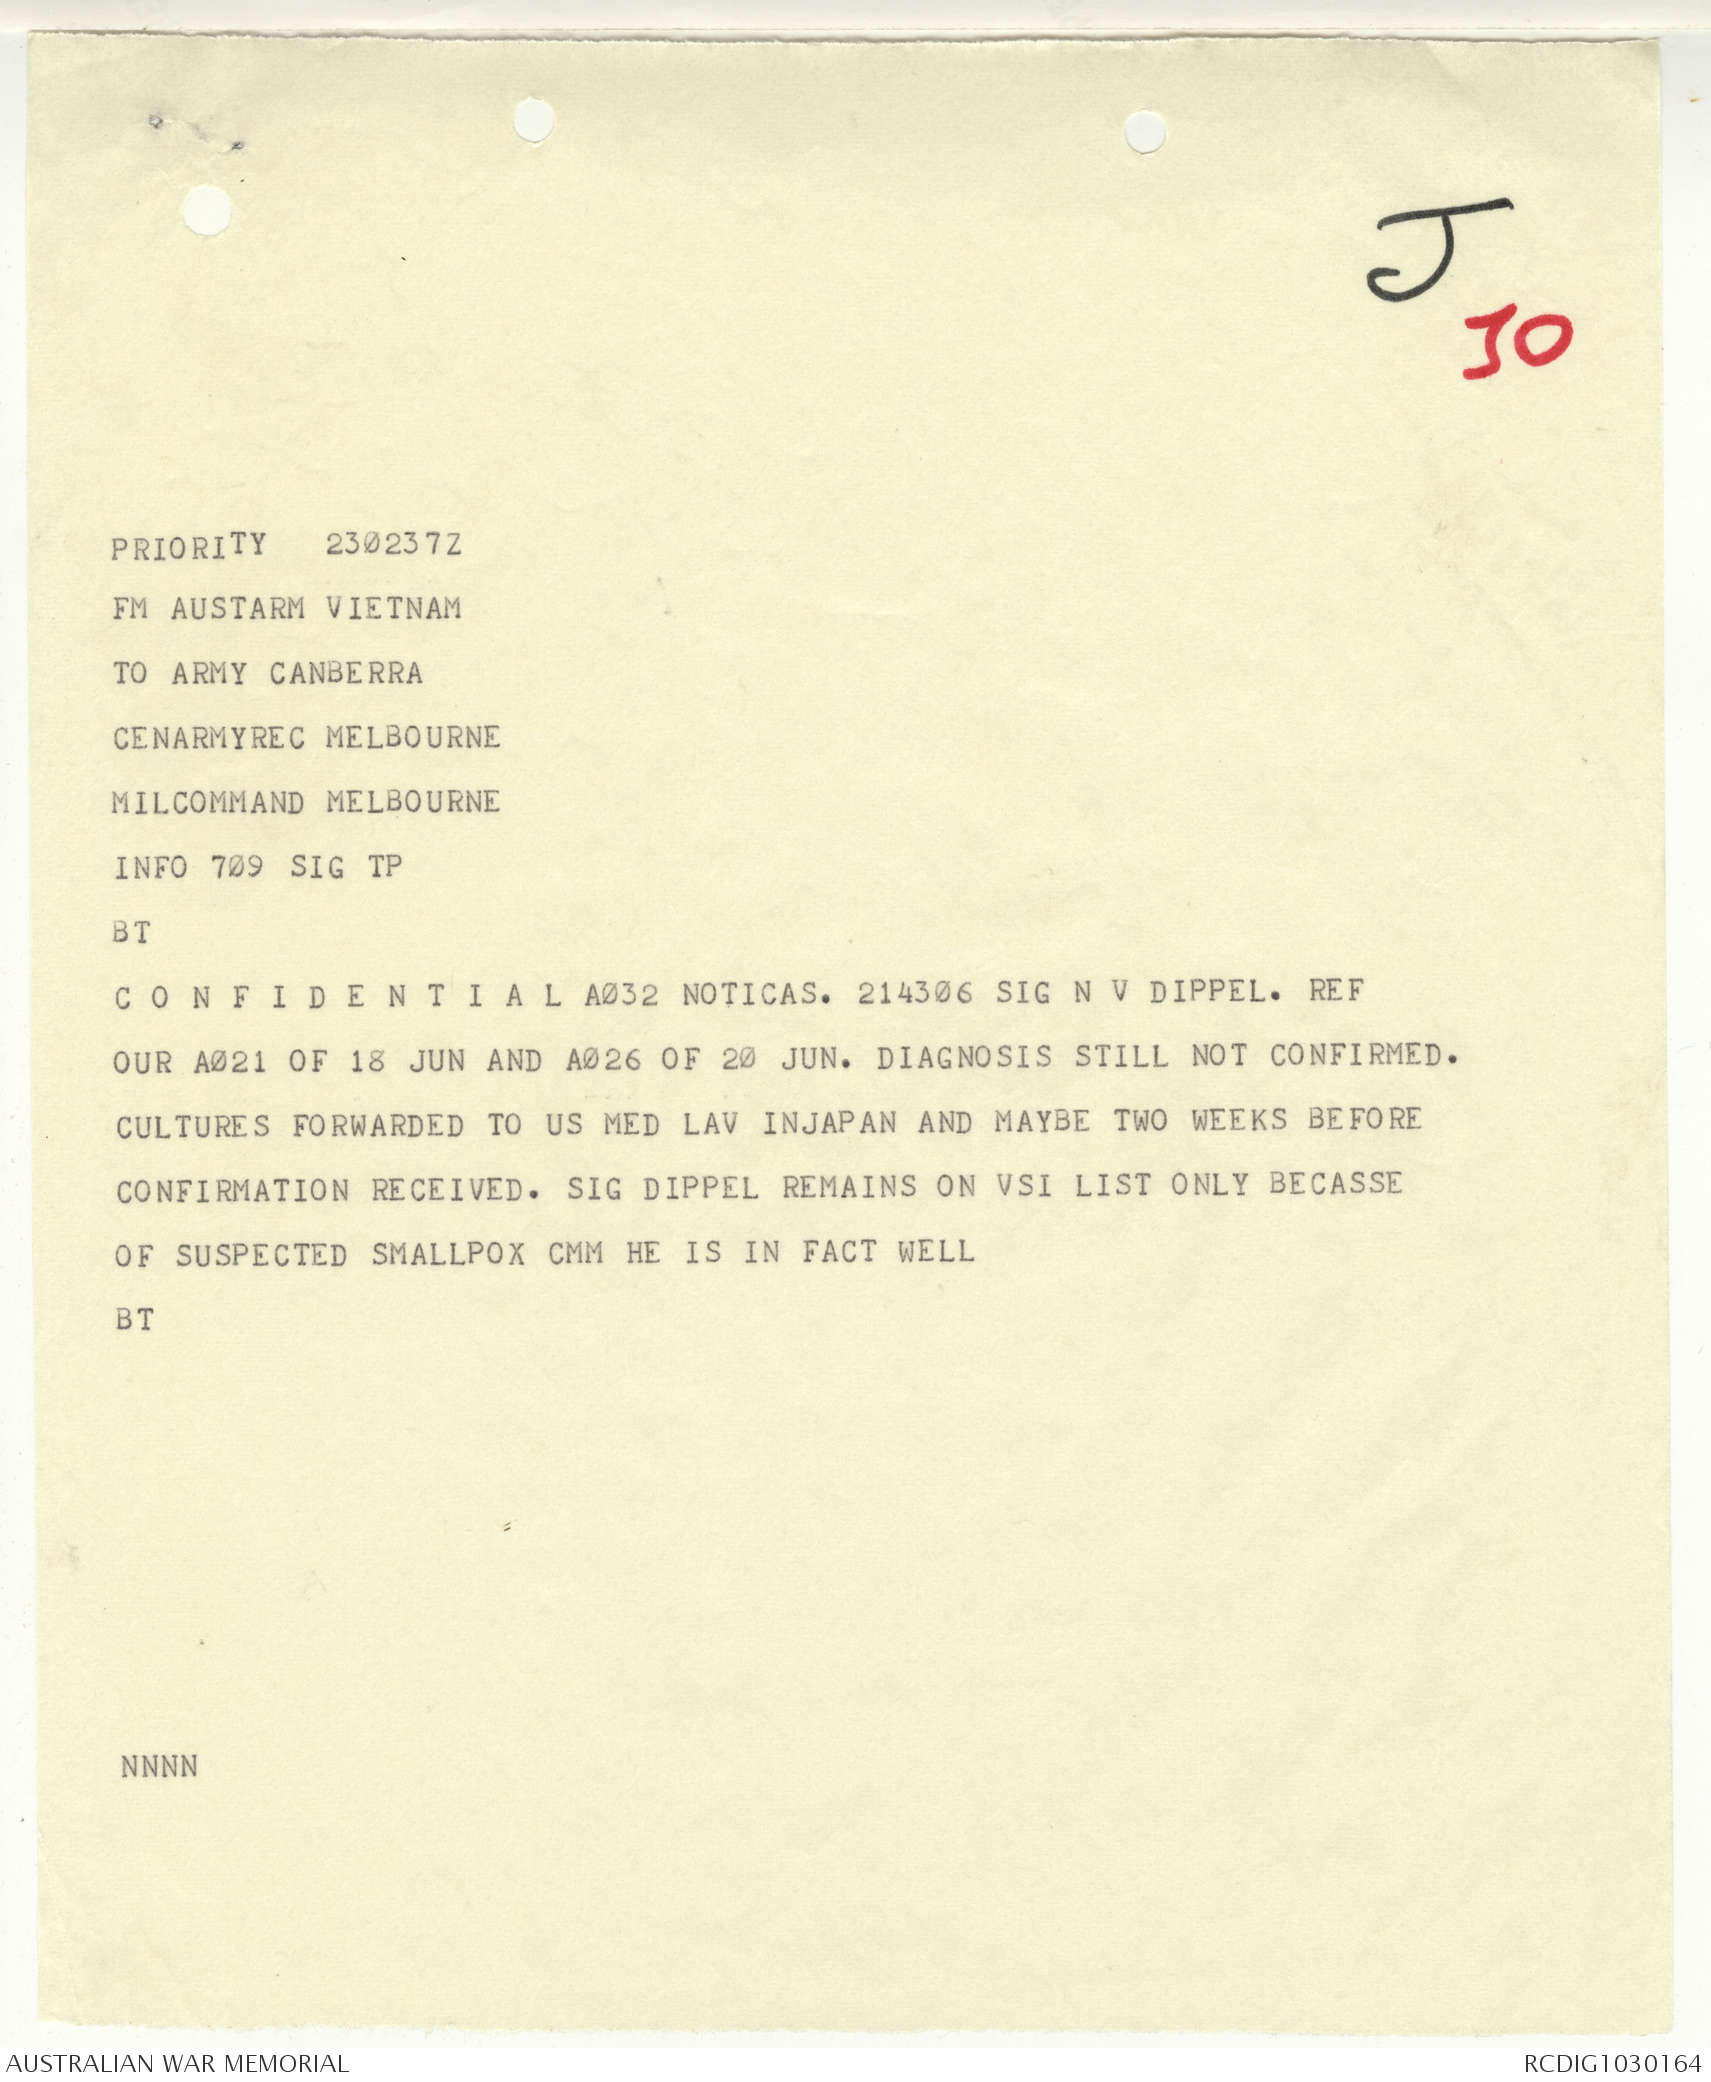 J
10
PRIORITY 230237Z
FM AUSTARM VIETNAM
TO ARMY CANBERRA
CENARMYREC MELBOURNE
MILCOMMAND MELBOURNE
INFO 709 SIG TP
BT
C O N F I D E N T I A L A032 NOTICAS. 214306 SIG N V DIPPEL. REF
OUR A021 OF 18 JUN AND A026 OF 20 JUN. DIAGNOSIS STILL NOT CONFIRMED.
CULTURES FORWARDED TO US MED LAV INJAPAN AND MAYBE TWO WEEKS BEFORE
CONFIRMATION RECEIVED. SIG DIPPEL REMAINS ON VSI LIST ONLY BECASSE
OF SUSPECTED SMALLPOX CMM HE IS IN FACT WELL
BT
NNNN
AUSTRALIAN WAR MEMORIAL
RCDIG1030164